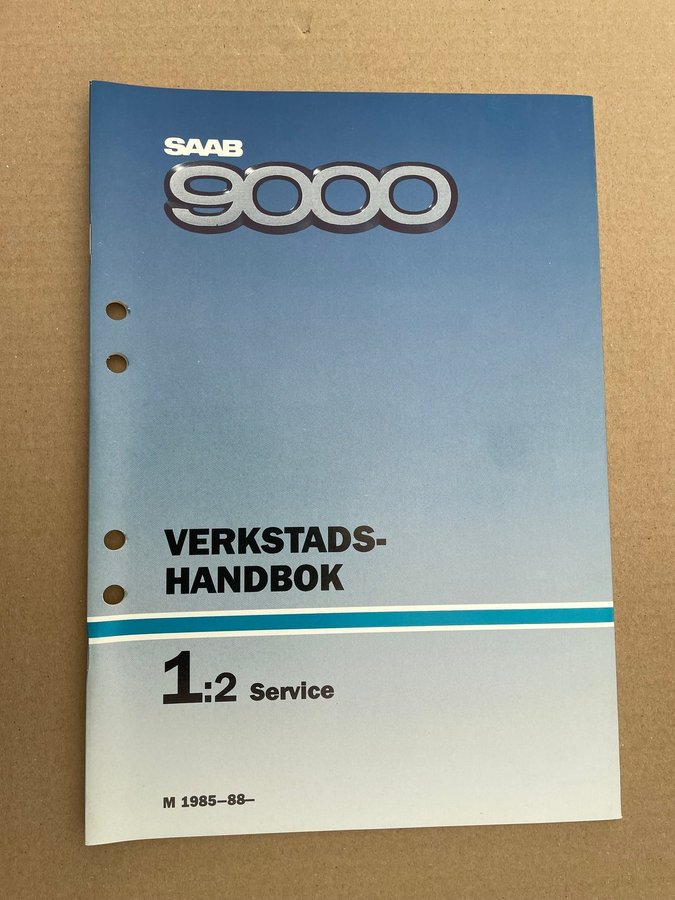 SAAB
9000
VERKSTADS-
HANDBOK
1:2 Service
M 1985–88–